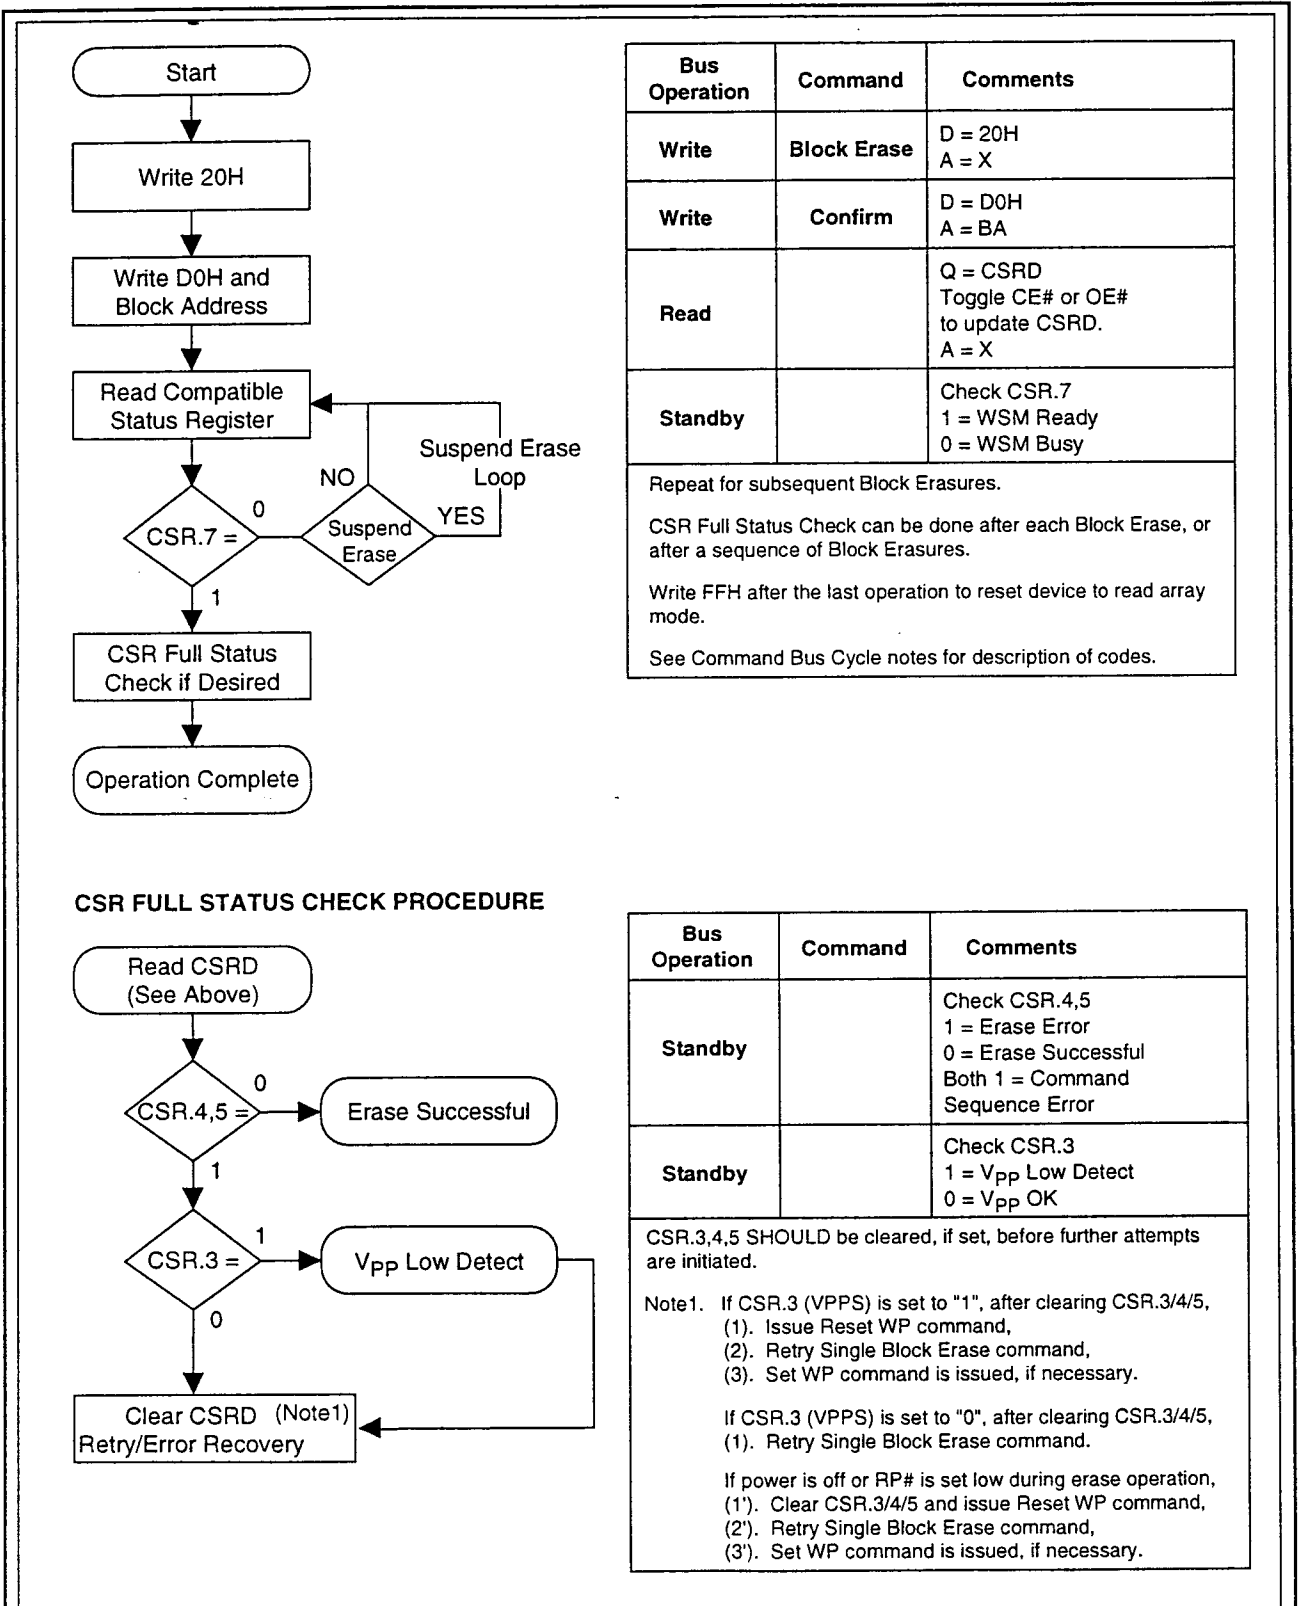 Start
Write 20H
Write D0H and
Block Address
Read Compatible
Status Register
Suspend Erase
Loop
NO
0
YES
CSR.7 =
Suspend
Erase
1
CSR Full Status
Check if Desired
Operation Complete
Bus
Operation
Command
Comments
Write
Block Erase
D = 20H
A = X
Write
Confirm
D = D0H
A = BA
Read
Q = CSRD
Toggle CE# or OE#
to update CSRD.
A = X
Standby
Check CSR.7
1 = WSM Ready
0 = WSM Busy
Repeat for subsequent Block Erasures.
CSR Full Status Check can be done after each Block Erase, or
after a sequence of Block Erasures.
Write FFH after the last operation to reset device to read array
mode.
See Command Bus Cycle notes for description of codes.
CSR FULL STATUS CHECK PROCEDURE
Read CSRD
(See Above)
0
CSR.4,5 =
Erase Successful
1
1
CSR.3 =
VPP Low Detect
0
Clear CSRD (Note1)
Retry/Error Recovery
Bus
Operation
Command
Comments
Standby
Check CSR.4,5
1 = Erase Error
0 = Erase Successful
Both 1 = Command
Sequence Error
Standby
Check CSR.3
1 = VPP Low Detect
0 = VPP OK
CSR.3,4,5 SHOULD be cleared, if set, before further attempts
are initiated.
Note1. If CSR.3 (VPPS) is set to "1", after clearing CSR.3/4/5,
(1). Issue Reset WP command,
(2). Retry Single Block Erase command,
(3). Set WP command is issued, if necessary.
If CSR.3 (VPPS) is set to "0", after clearing CSR.3/4/5,
(1). Retry Single Block Erase command.
If power is off or RP# is set low during erase operation,
(1'). Clear CSR.3/4/5 and issue Reset WP command,
(2'). Retry Single Block Erase command,
(3'). Set WP command is issued, if necessary.